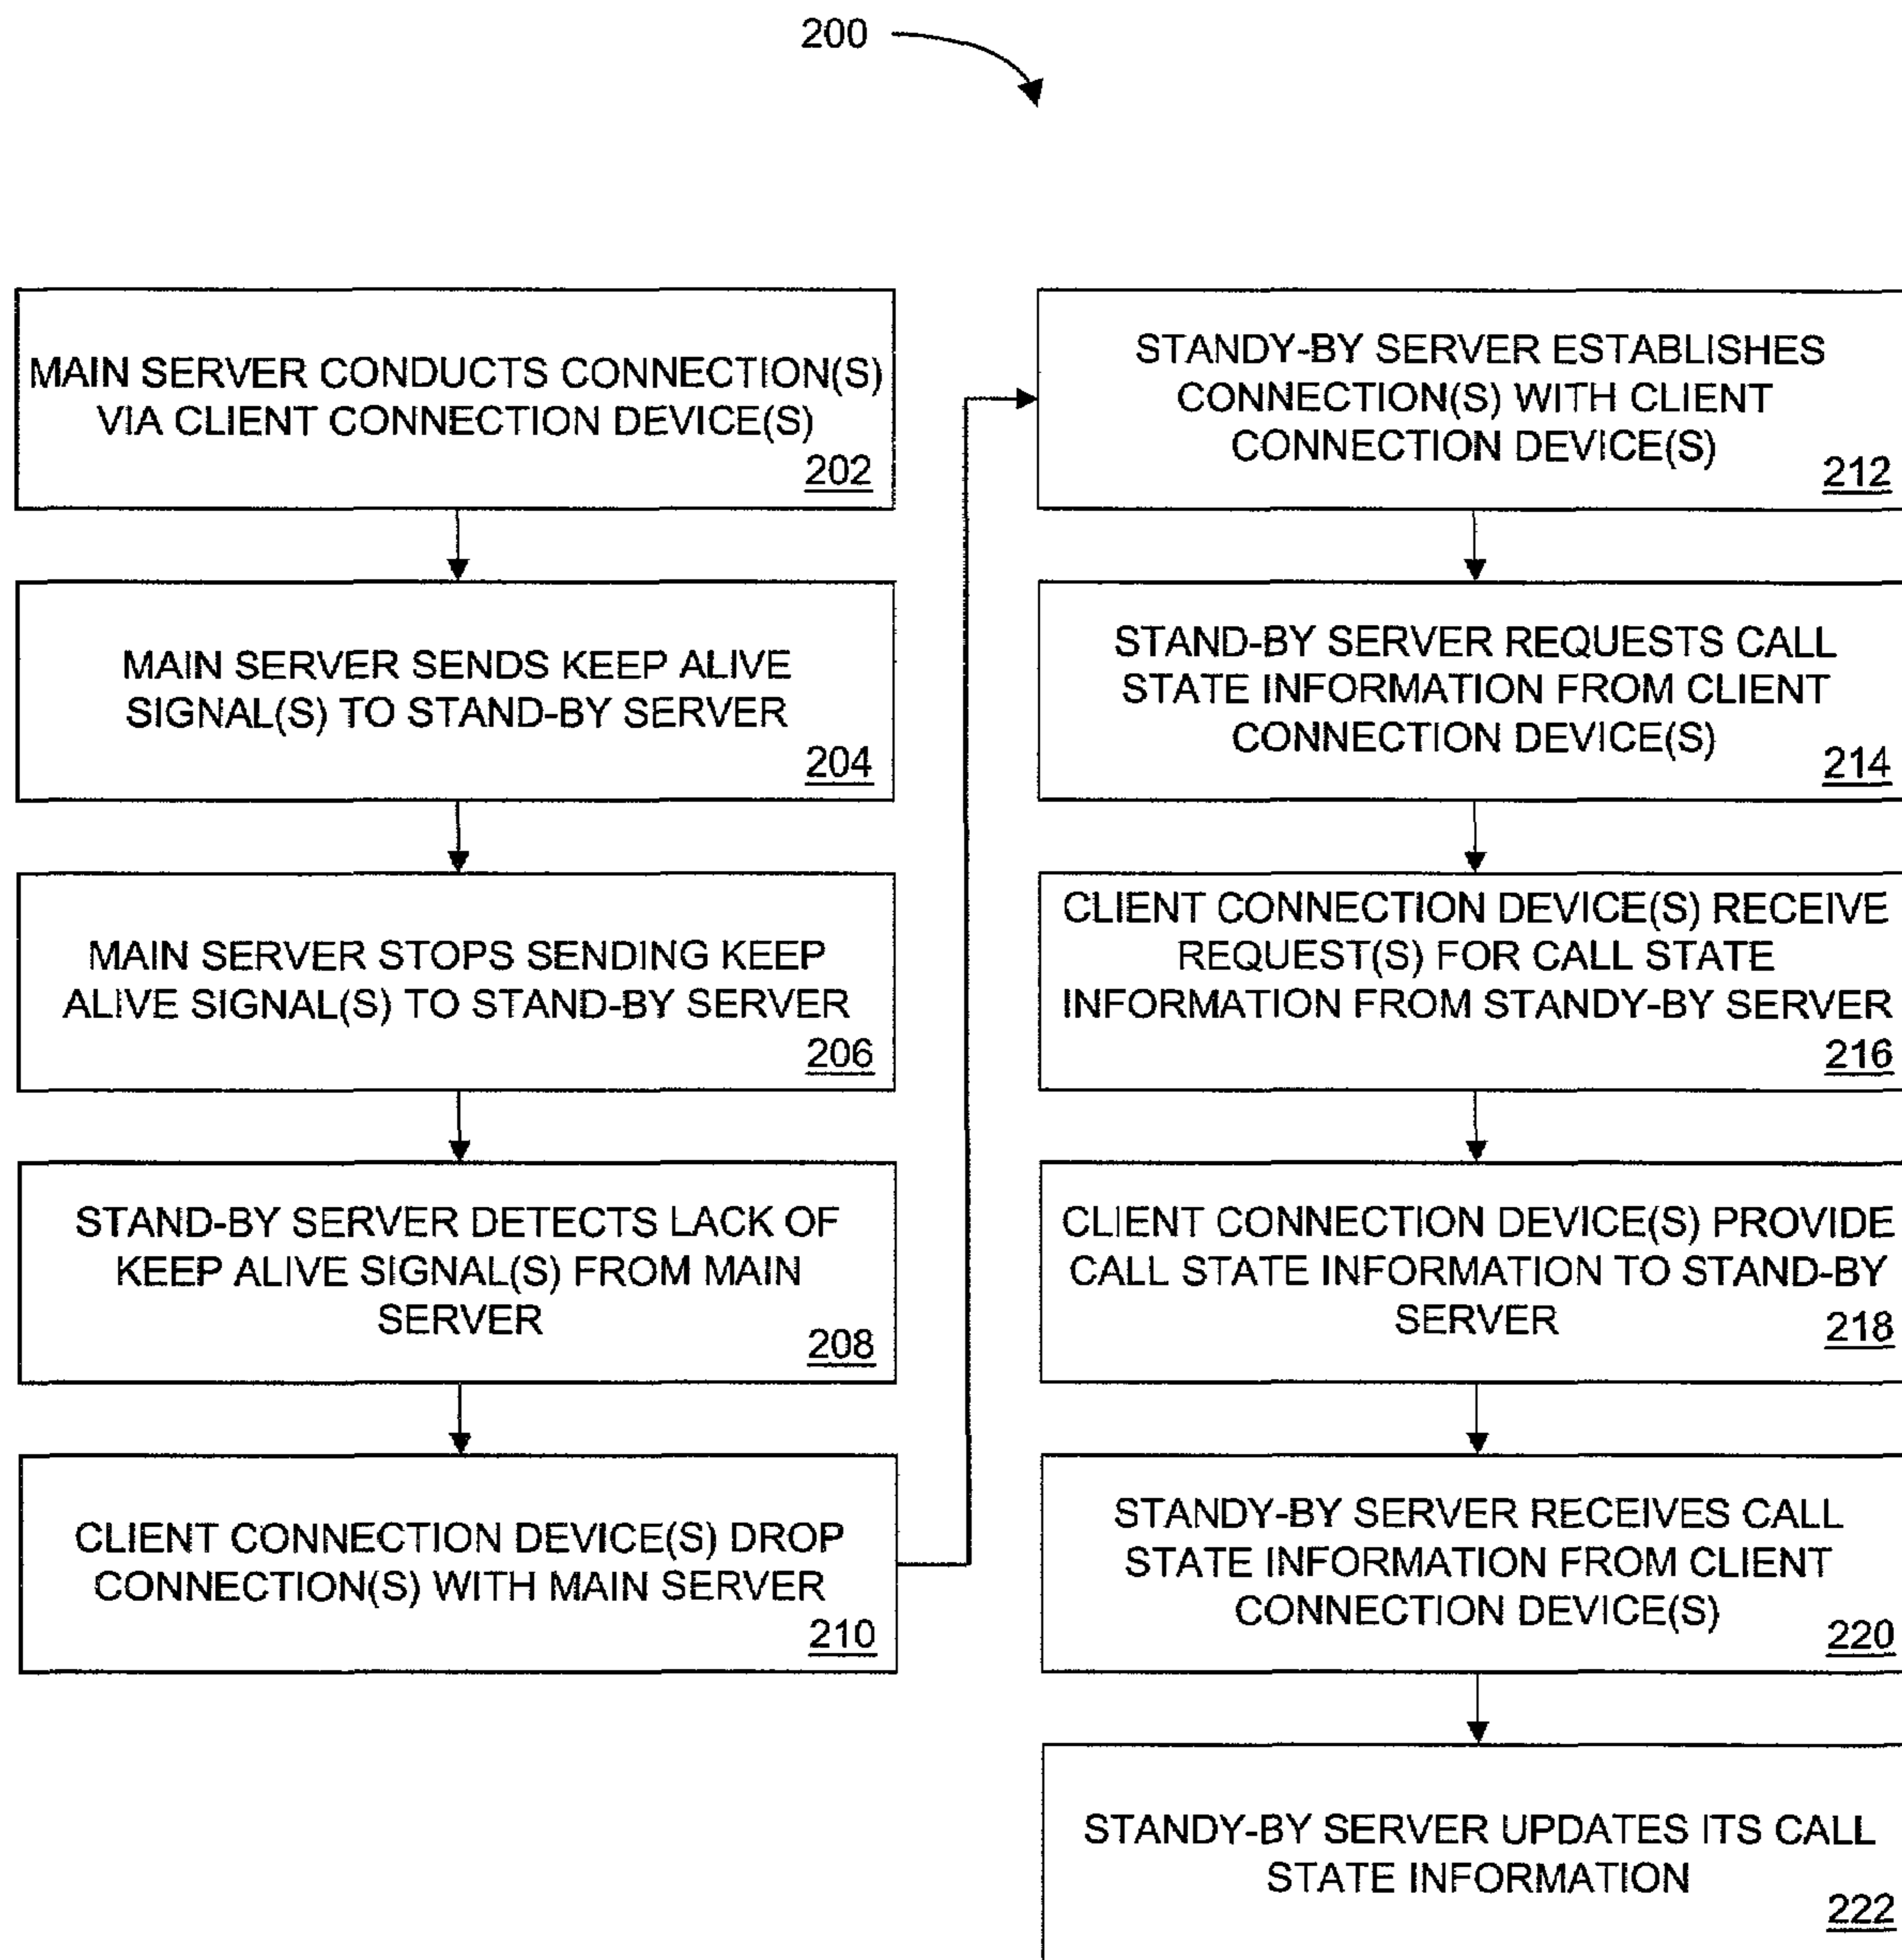 200
MAIN SERVER CONDUCTS CONNECTION(S)
VIA CLIENT CONNECTION DEVICE(S)
202
MAIN SERVER SENDS KEEP ALIVE
SIGNAL(S) TO STAND-BY SERVER
204
MAIN SERVER STOPS SENDING KEEP
ALIVE SIGNAL(S) TO STAND-BY SERVER
206
STAND-BY SERVER DETECTS LACK OF
KEEP ALIVE SIGNAL(S) FROM MAIN
SERVER
208
CLIENT CONNECTION DEVICE(S) DROP
CONNECTION(S) WITH MAIN SERVER
210
STANDY-BY SERVER ESTABLISHES
CONNECTION(S) WITH CLIENT
CONNECTION DEVICE(S)
212
STAND-BY SERVER REQUESTS CALL
STATE INFORMATION FROM CLIENT
CONNECTION DEVICE(S)
214
CLIENT CONNECTION DEVICE(S) RECEIVE
REQUEST(S) FOR CALL STATE
INFORMATION FROM STANDY-BY SERVER
216
CLIENT CONNECTION DEVICE(S) PROVIDE
CALL STATE INFORMATION TO STAND-BY
SERVER
218
STANDY-BY SERVER RECEIVES CALL
STATE INFORMATION FROM CLIENT
CONNECTION DEVICE(S)
220
STANDY-BY SERVER UPDATES ITS CALL
STATE INFORMATION
222